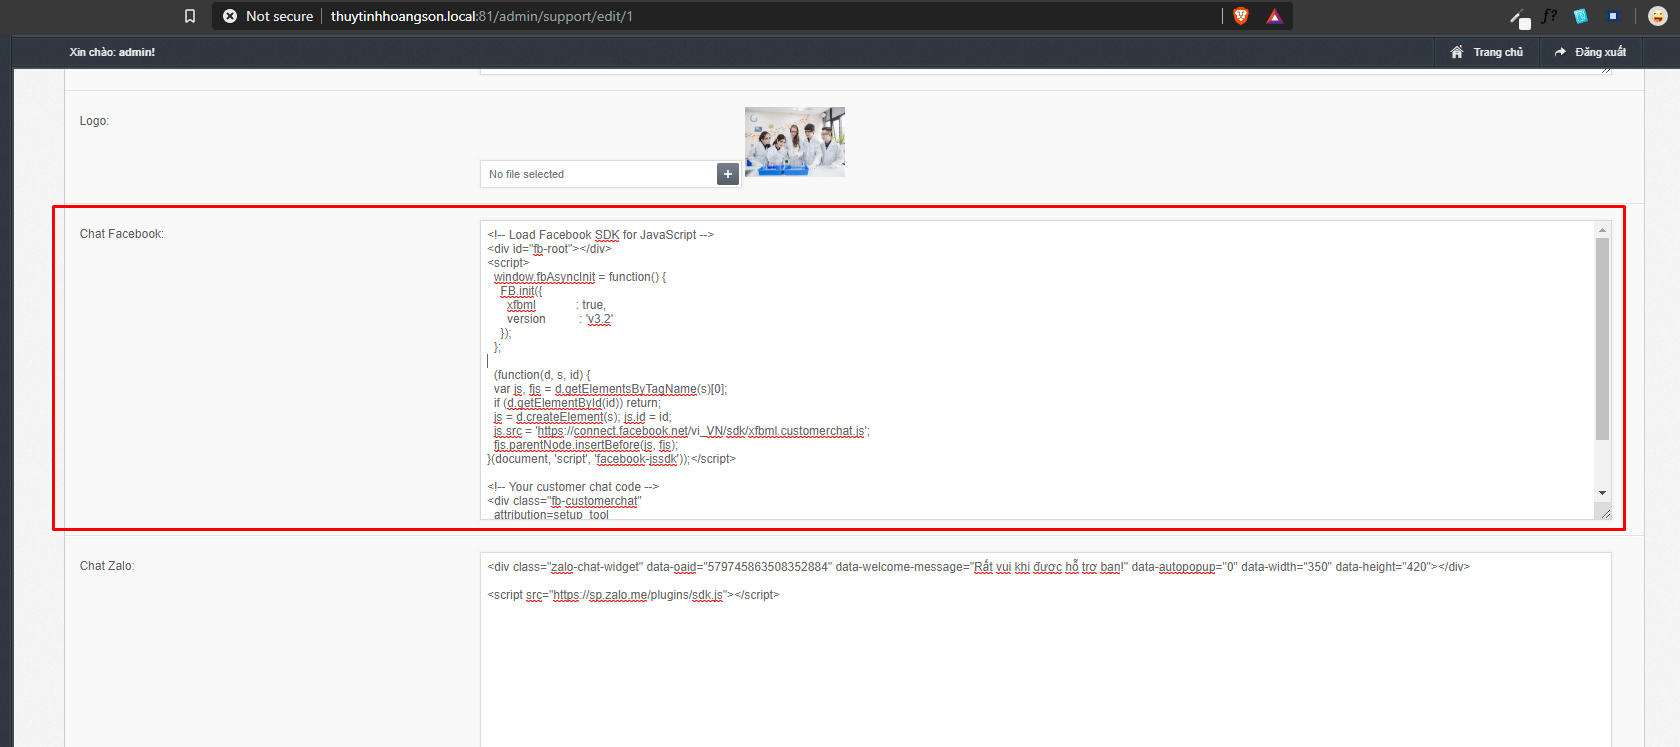 Not secure
thuytinhhoangson.local:81/admin/support/edit/1
f?
Xin chào: admin!
Trang chủ
Đăng xuất
Logo:
No file selected
+
Chat Facebook:
<!-- Load Facebook SDK for JavaScript -->
<div id="fb-root"></div>
<script>
window.fbAsyncInit = function() {
FB.init({
xfbml : true,
version : 'v3.2'
});
};
(function(d, s, id) {
var js, fjs = d.getElementsByTagName(s)[0];
if (d.getElementById(id)) return;
js = d.createElement(s); js.id = id;
js.src = 'https://connect.facebook.net/vi_VN/sdk/xfbml.customerchat.js';
fjs.parentNode.insertBefore(js, fjs);
}(document, 'script', 'facebook-jssdk'));</script>
<!-- Your customer chat code -->
<div class="fb-customerchat"
attribution=setup_tool
Chat Zalo:
<div class="zalo-chat-widget" data-oaid="579745863508352884" data-welcome-message="Rất vui khi được hỗ trợ bạn!" data-autopopup="0" data-width="350" data-height="420"></div>
<script src="https://sp.zalo.me/plugins/sdk.js"></script>